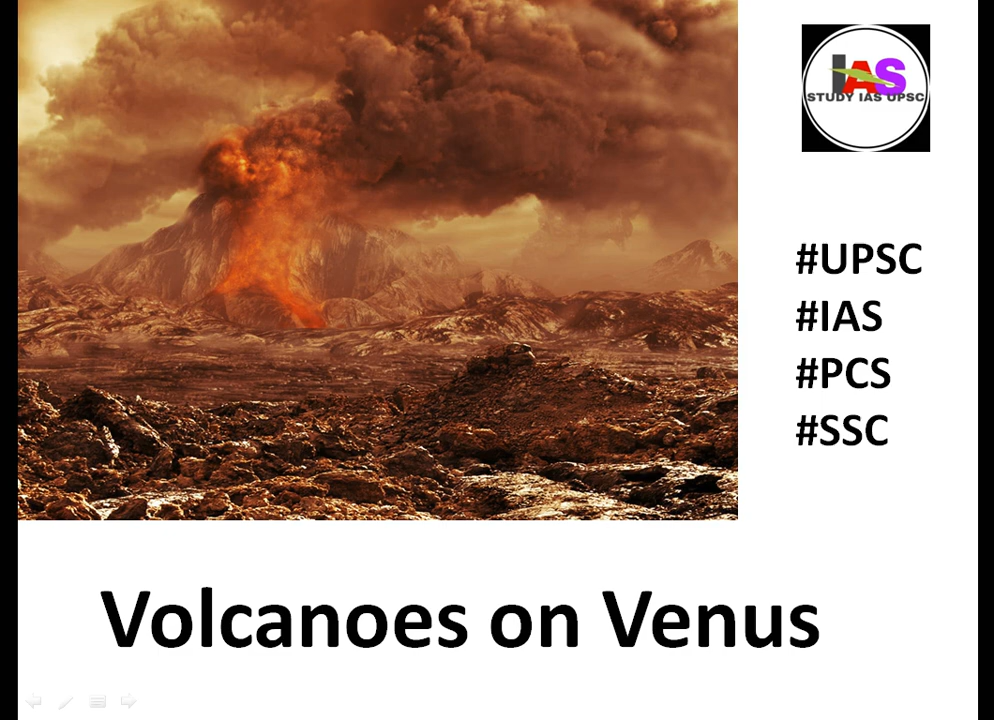 IAS
STUDY IAS UPSC
#UPSC
#IAS
#PCS
#SSC
Volcanoes on Venus